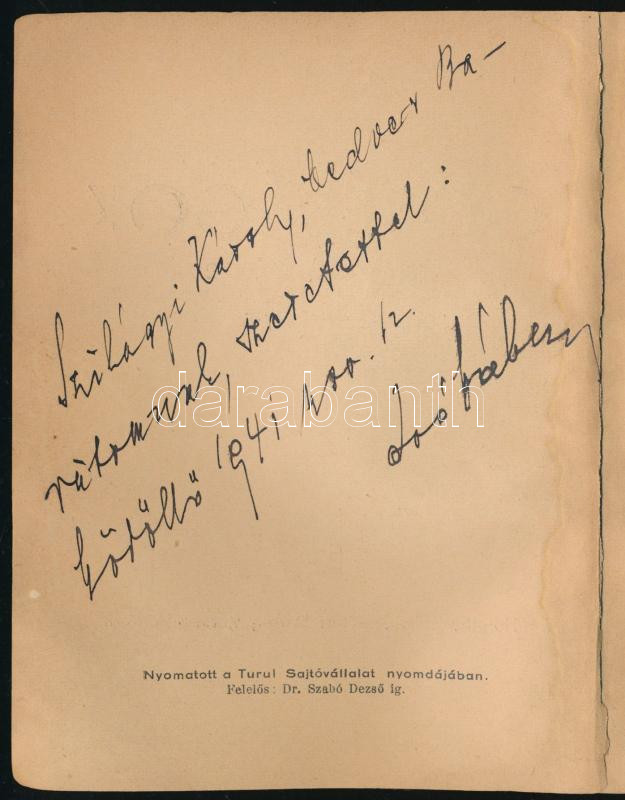 Szilágyi Károly, kedves Ba-
rátomnak, szeretettel:
Gödöllő 1941 Nov. 12.
darabanth
Nyomatott a Turul Sajtóvállalat nyomdájában.
Felelős: Dr. Szabó Dezső ig.